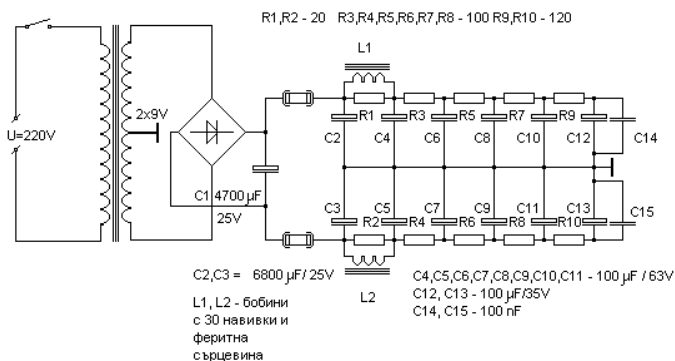 R1,R2 - 20   R3,R4,R5,R6,R7,R8 - 100 R9,R10 - 120
L1
2x9V
U=220V
R1 R3 R5 R7 R9
C2 C4 C6 C8 C10 C12 C14
C1 4700 µF
25V
C3 C5 C7 C9 C11 C13 C15
R2 R4 R6 R8 R10
L2
C2,C3 = 6800 µF/ 25V
L1, L2 - бобини
с 30 навивки и
феритна
сърцевина
C4,C5,C6,C7,C8,C9,C10,C11 - 100 µF / 63V
C12, C13 - 100 µF/35V
C14, C15 - 100 nF